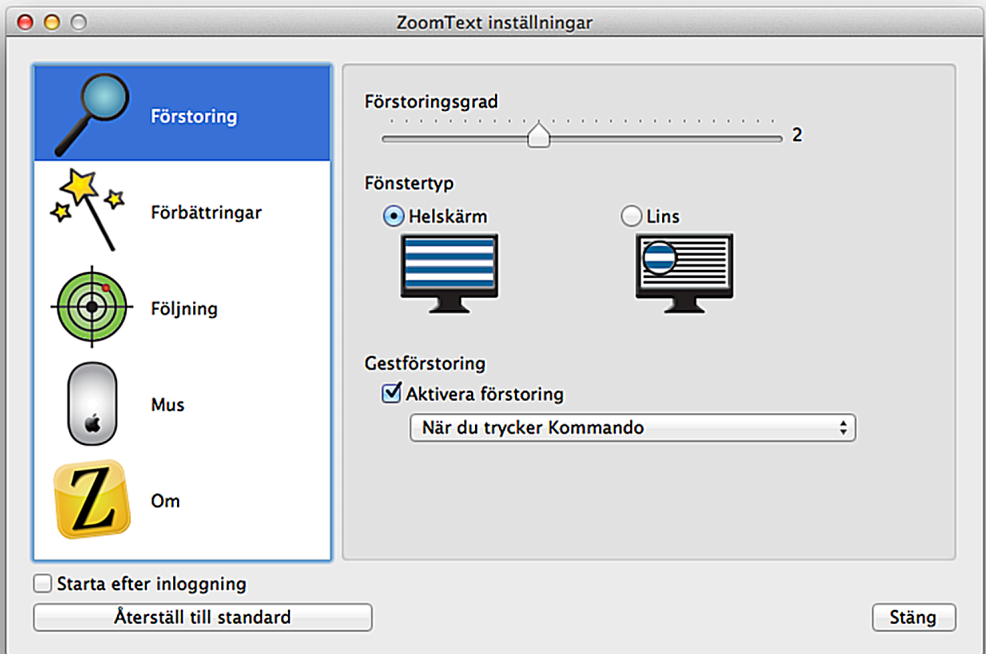 ZoomText inställningar
Förstoring
Förbättringar
Följning
Mus
Z
Om
Förstoringsgrad
2
Fönstertyp
Helskärm
Lins
Gestförstoring
Aktivera förstoring
När du trycker Kommando
Starta efter inloggning
Återställ till standard
Stäng